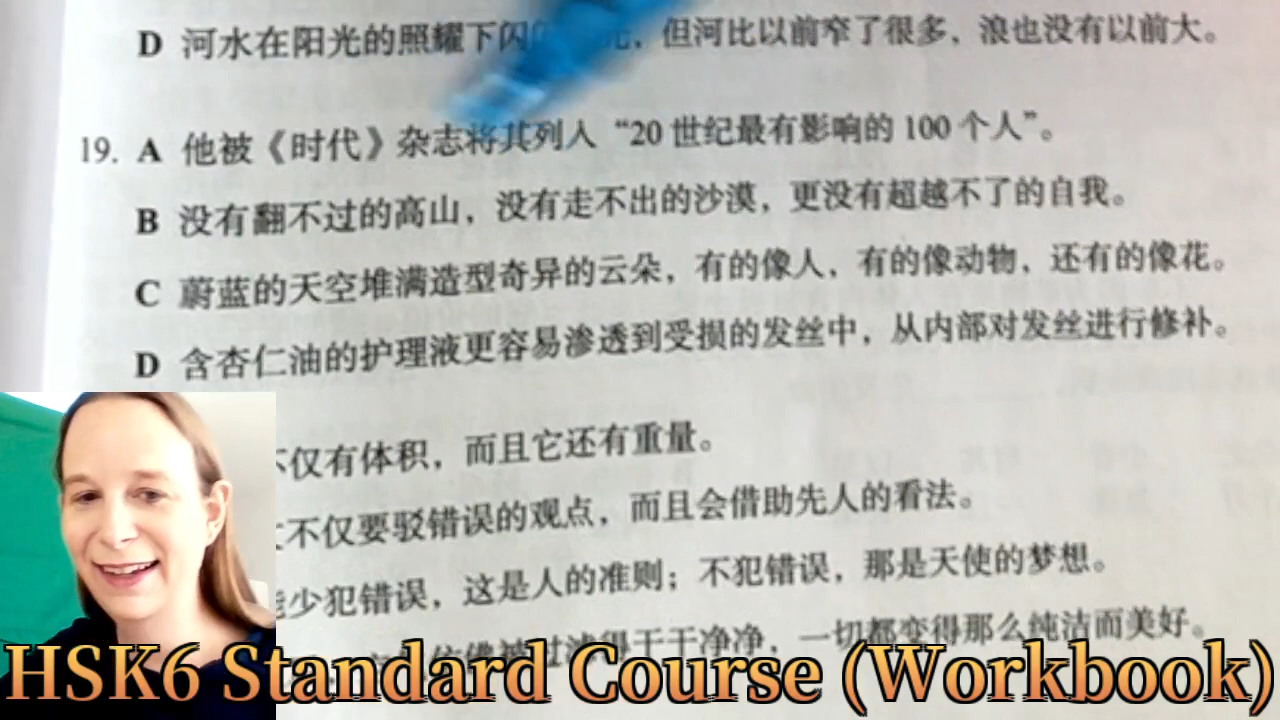 D 河水在阳光的照耀下闪 ，但河比以前窄了很多，浪也没有以前大。
19. A 他被《时代》杂志将其列入“20世纪最有影响的100个人”。
B 没有翻不过的高山，没有走不出的沙漠，更没有超越不了的自我。
C 蔚蓝的天空堆满造型奇异的云朵，有的像人，有的像动物，还有的像花。
D 含杏仁油的护理液更容易渗透到受损的发丝中，从内部对发丝进行修补。
不仅有体积，而且它还有重量。
不仅要驳错误的观点，而且会借助先人的看法。
少犯错误，这是人的准则；不犯错误，那是天使的梦想。
得干干净净，一切都变得那么纯洁而美好。
HSK6 Standard Course (Workbook)